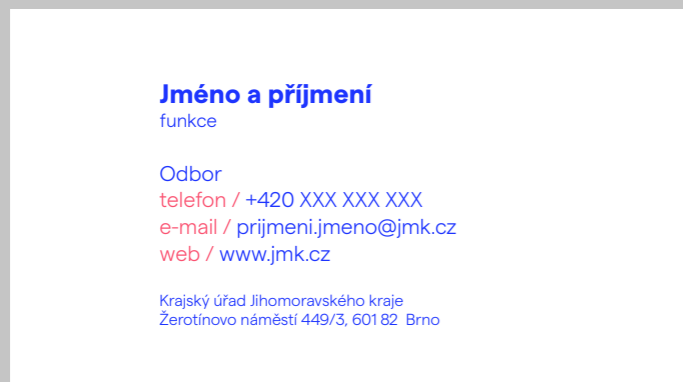 Jméno a příjmení
funkce
Odbor
telefon / +420 XXX XXX XXX
e-mail / prijmeni.jmeno@jmk.cz
web / www.jmk.cz
Krajský úřad Jihomoravského kraje
Žerotínovo náměstí 449/3, 601 82  Brno